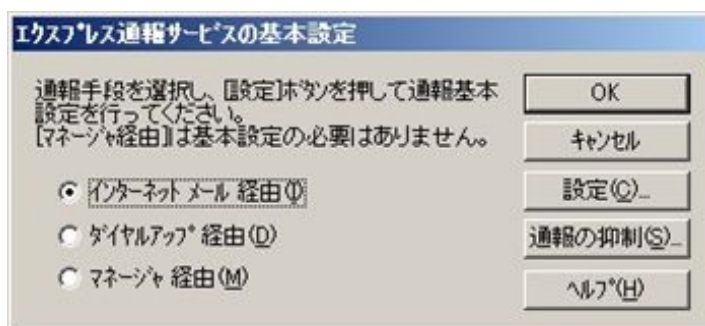 ｴｸｽﾌﾟﾚｽ通報ｻｰﾋﾞｽの基本設定
通報手段を選択し、[設定]ﾎﾞﾀﾝを押して通報基本
設定を行ってください。
[ﾏﾈｰｼﾞｬ経由]は基本設定の必要はありません。
ｲﾝﾀｰﾈｯﾄ ﾒｰﾙ 経由(I)
ﾀﾞｲﾔﾙｱｯﾌﾟ 経由(D)
ﾏﾈｰｼﾞｬ 経由(M)
OK
ｷｬﾝｾﾙ
設定(C)...
通報の抑制(S)...
ﾍﾙﾌﾟ(H)